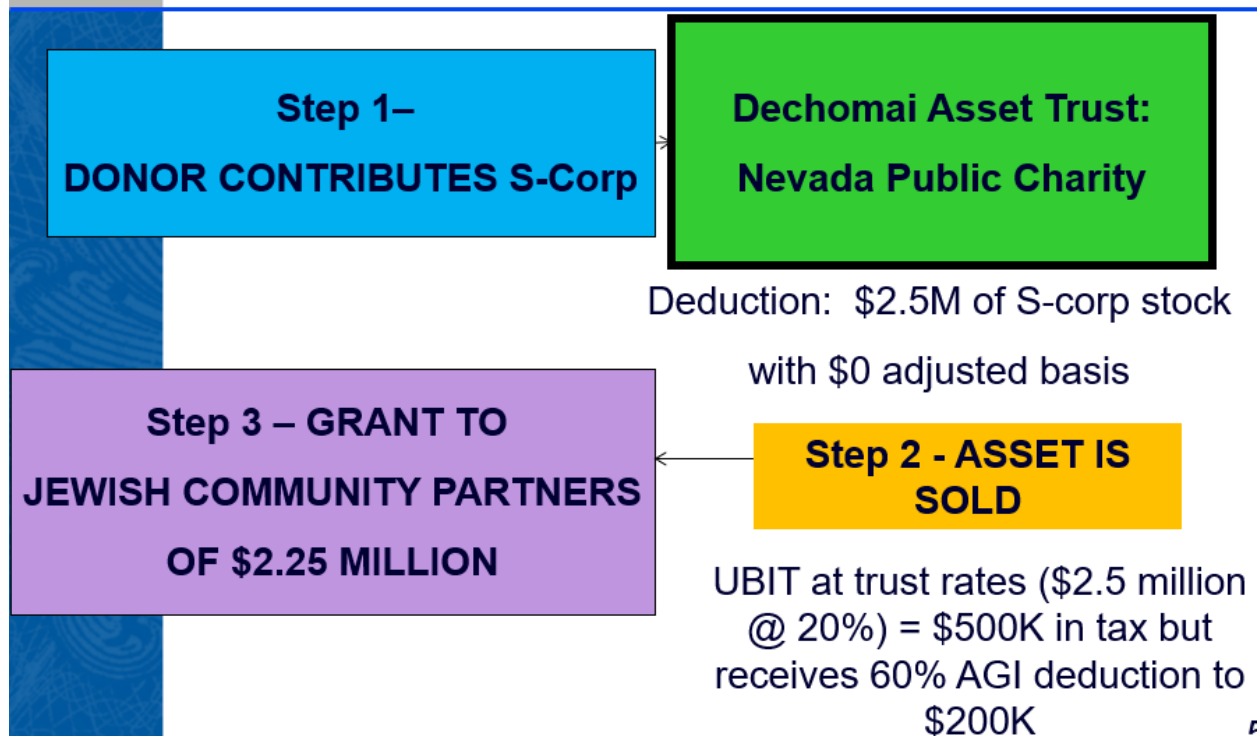 Step 1–
DONOR CONTRIBUTES S-Corp
Dechomai Asset Trust:
Nevada Public Charity
Deduction:  $2.5M of S-corp stock
with $0 adjusted basis
Step 3 – GRANT TO
JEWISH COMMUNITY PARTNERS
OF $2.25 MILLION
Step 2 - ASSET IS
SOLD
UBIT at trust rates ($2.5 million
@ 20%) = $500K in tax but
receives 60% AGI deduction to
$200K